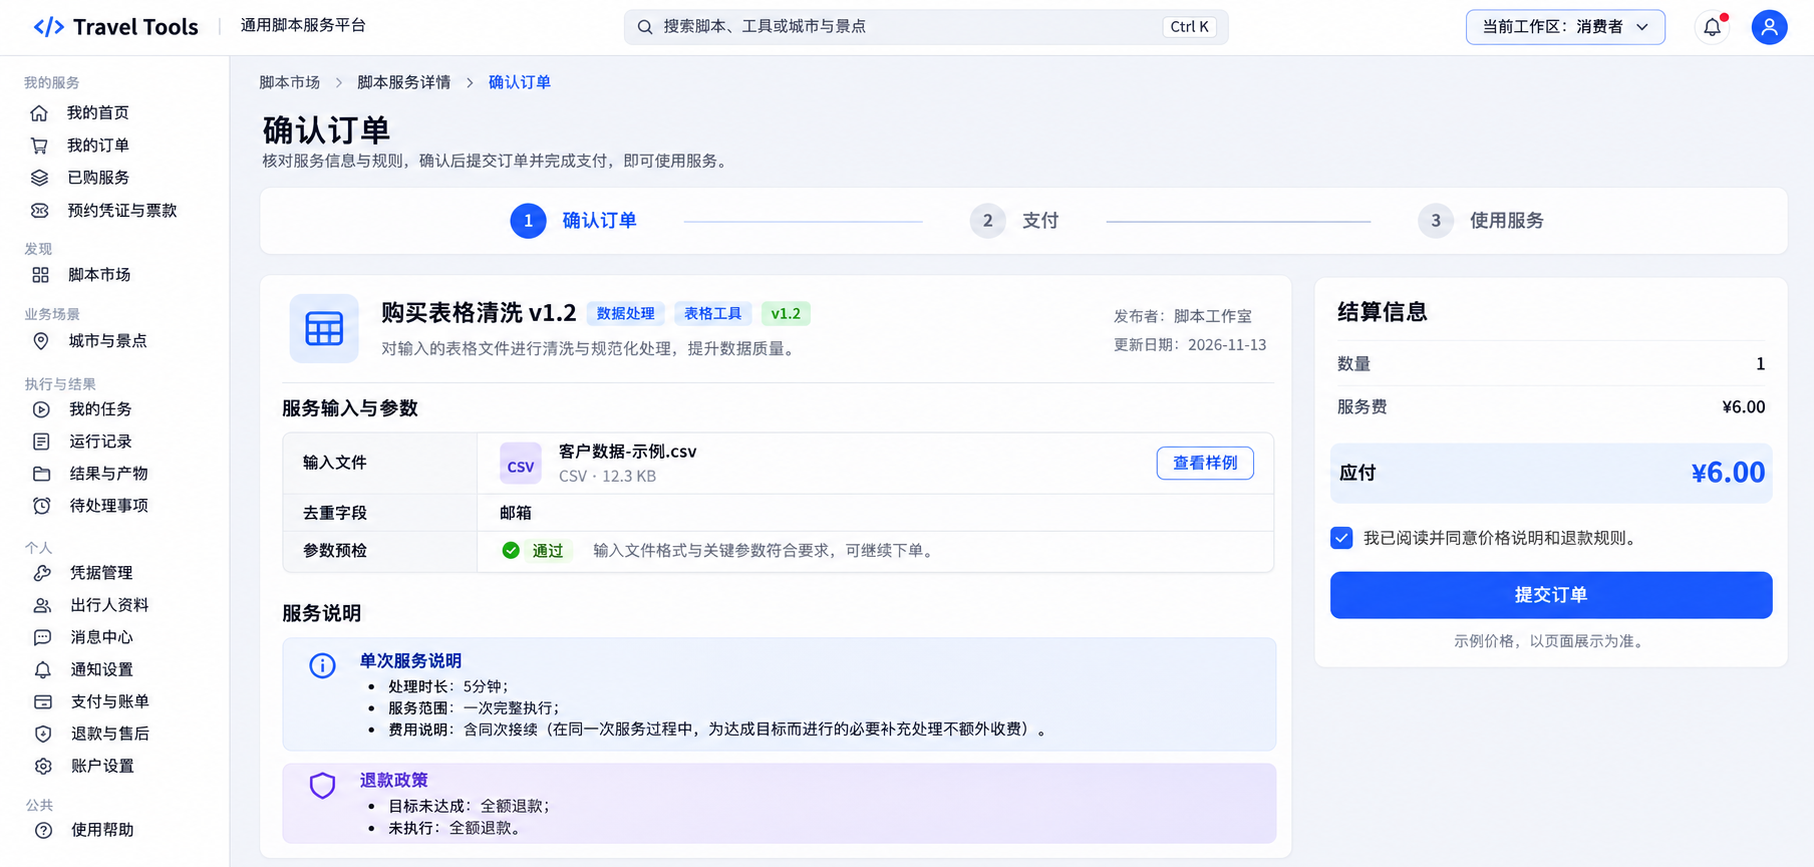 </> Travel Tools
通用脚本服务平台
搜索脚本、工具或城市与景点
Ctrl K
当前工作区：消费者
我的服务
我的首页
我的订单
已购服务
预约凭证与票款
发现
脚本市场
业务场景
城市与景点
执行与结果
我的任务
运行记录
结果与产物
待处理事项
个人
凭据管理
出行人资料
消息中心
通知设置
支付与账单
退款与售后
账户设置
公共
使用帮助
脚本市场 > 脚本服务详情 > 确认订单
确认订单
核对服务信息与规则，确认后提交订单并完成支付，即可使用服务。
1 确认订单
2 支付
3 使用服务
购买表格清洗 v1.2 数据处理 表格工具 v1.2
对输入的表格文件进行清洗与规范化处理，提升数据质量。
发布者：脚本工作室
更新日期：2026-11-13
服务输入与参数
输入文件
CSV
客户数据-示例.csv
CSV · 12.3 KB
查看样例
去重字段 邮箱
参数预检 通过 输入文件格式与关键参数符合要求，可继续下单。
服务说明
单次服务说明
• 处理时长：5分钟；
• 服务范围：一次完整执行；
• 费用说明：含同次接续（在同一次服务过程中，为达成目标而进行的必要补充处理不额外收费）。
退款政策
• 目标未达成：全额退款；
• 未执行：全额退款。
结算信息
数量 1
服务费 ¥6.00
应付 ¥6.00
我已阅读并同意价格说明和退款规则。
提交订单
示例价格，以页面展示为准。